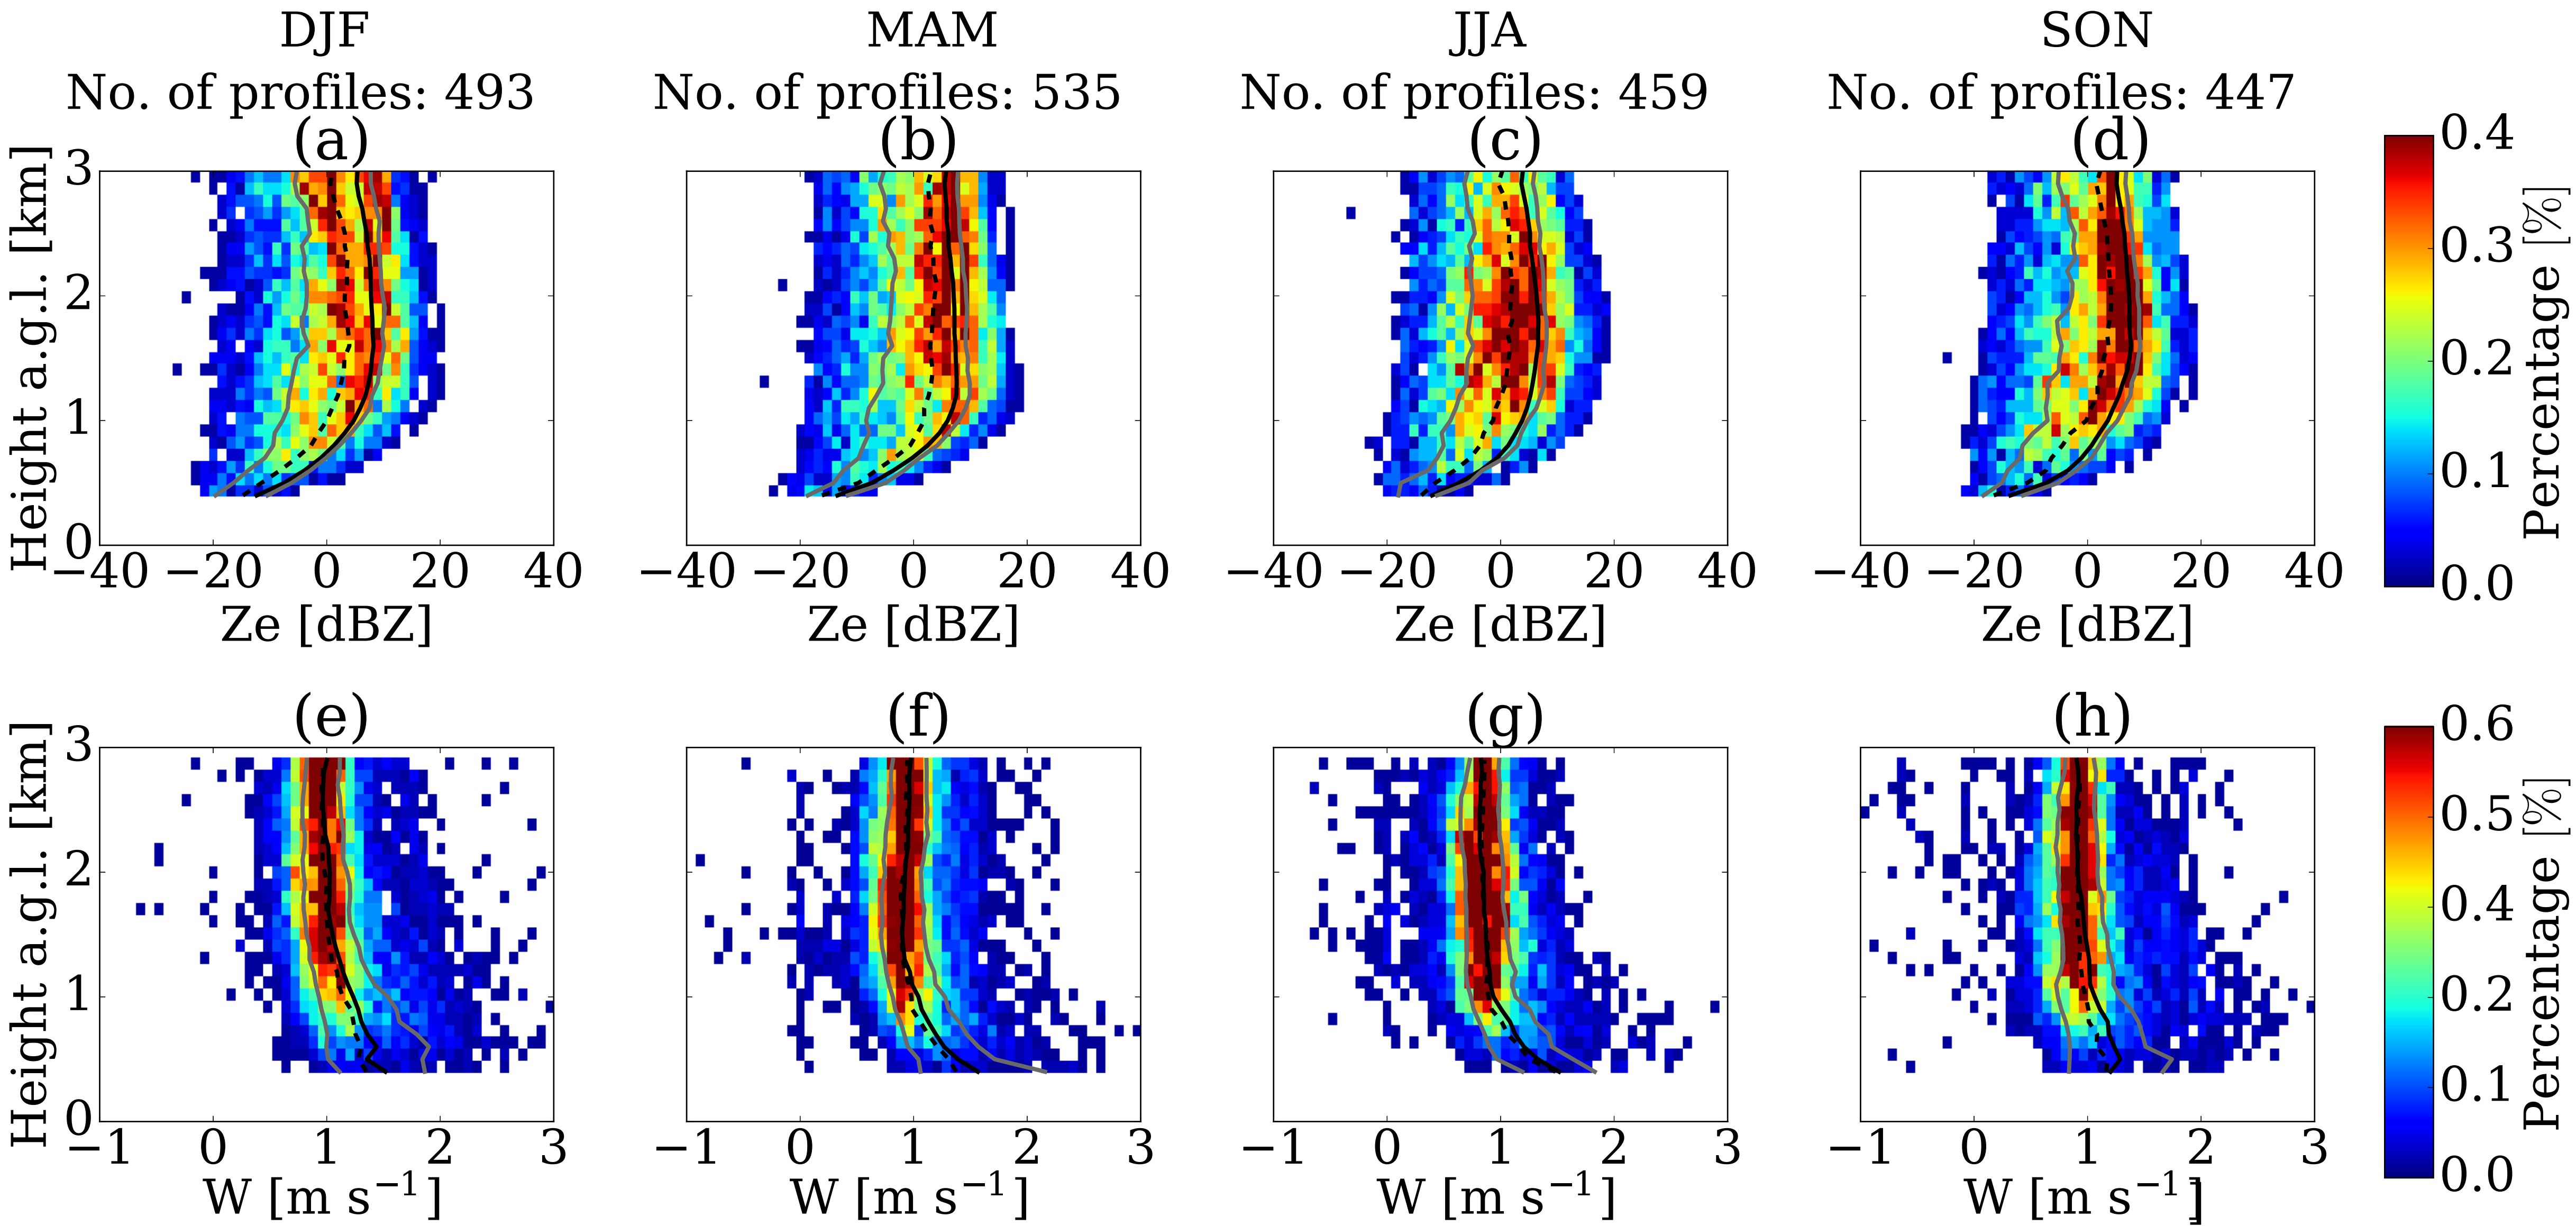 DJF MAM JJA SON
No. of profiles: 493 No. of profiles: 535 No. of profiles: 459 No. of profiles: 447
(a) (b) (c) (d)
Height a.g.l. [km]
3
2
1
0
−40 −20 0 20 40
Ze [dBZ]
−40 −20 0 20 40
Ze [dBZ]
−40 −20 0 20 40
Ze [dBZ]
−40 −20 0 20 40
Ze [dBZ]
0.4
0.3
0.2
0.1
0.0
Percentage [%]
(e) (f) (g) (h)
Height a.g.l. [km]
3
2
1
0
−1 0 1 2 3
W [m s⁻¹]
−1 0 1 2 3
W [m s⁻¹]
−1 0 1 2 3
W [m s⁻¹]
−1 0 1 2 3
W [m s⁻¹]
0.6
0.5
0.4
0.2
0.1
0.0
Percentage [%]